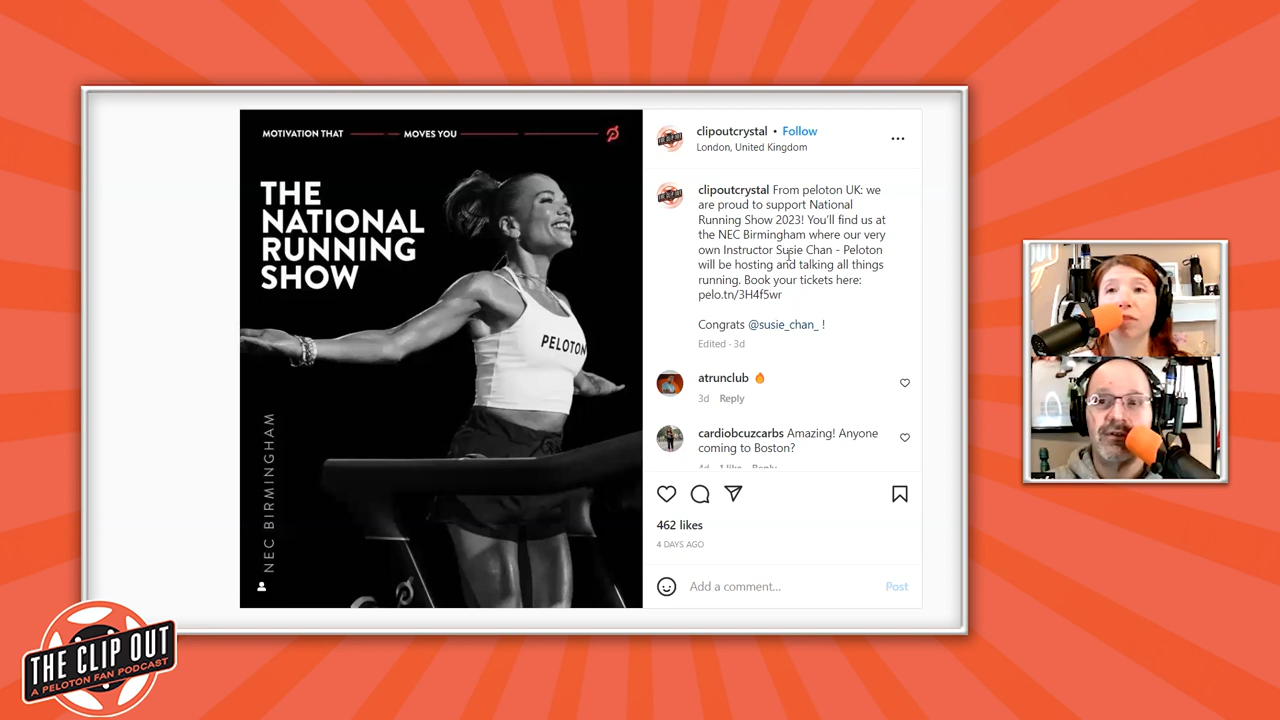 MOTIVATION THAT MOVES YOU
THE
NATIONAL
RUNNING
SHOW
PELOTON
NEC BIRMINGHAM
clipoutcrystal • Follow
London, United Kingdom
clipoutcrystal From peloton UK: we
are proud to support National
Running Show 2023! You'll find us at
the NEC Birmingham where our very
own Instructor Susie Chan - Peloton
will be hosting and talking all things
running. Book your tickets here:
pelo.tn/3H4f5wr
Congrats @susie_chan_ !
Edited · 3d
atrunclub
3d Reply
cardiobcuzcarbs Amazing! Anyone
coming to Boston?
4d 1 like Reply
462 likes
4 DAYS AGO
Add a comment...
Post
THE CLIP OUT
A PELOTON FAN PODCAST